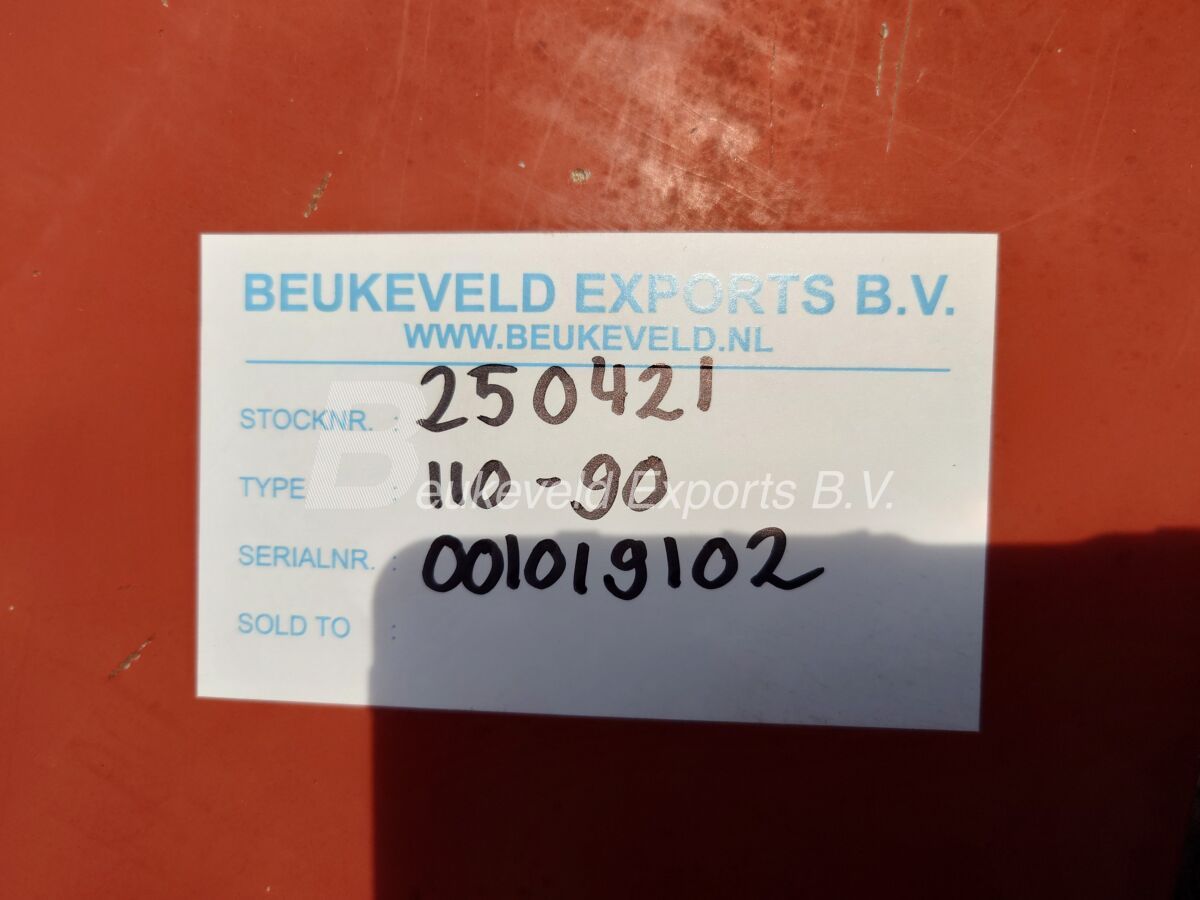 BEUKEVELD EXPORTS B.V.
WWW.BEUKEVELD.NL
STOCKNR. : 250421
TYPE : 110-90
Beukeveld Exports B.V.
SERIALNR. : 001019102
SOLD TO :